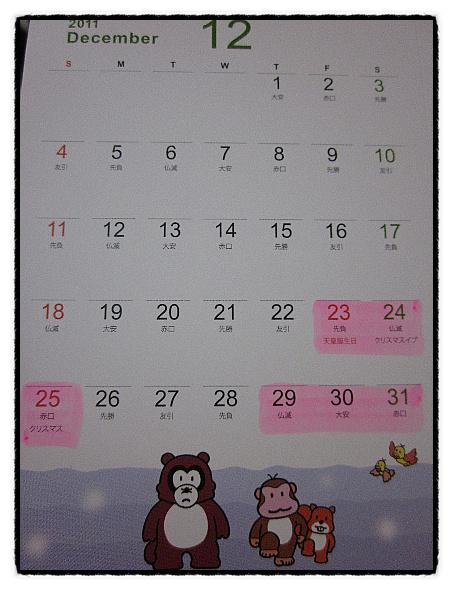 2011
December 12
S M T W T F S
1 2 3
大安 赤口 先勝
4 5 6 7 8 9 10
友引 先負 仏滅 大安 赤口 先勝 友引
11 12 13 14 15 16 17
先負 仏滅 大安 赤口 先勝 友引 先負
18 19 20 21 22 23 24
仏滅 大安 赤口 先勝 友引 先負 仏滅
天皇誕生日 クリスマスイブ
25 26 27 28 29 30 31
赤口 先勝 友引 先負 仏滅 大安 赤口
クリスマス